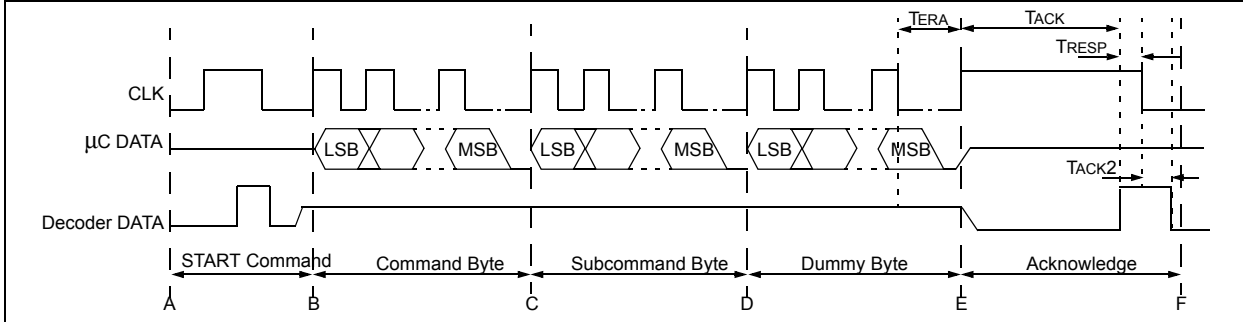 TERA TACK
TRESP
CLK
µC DATA LSB MSB LSB MSB LSB MSB
TACK2
Decoder DATA
START Command Command Byte Subcommand Byte Dummy Byte Acknowledge
A B C D E F